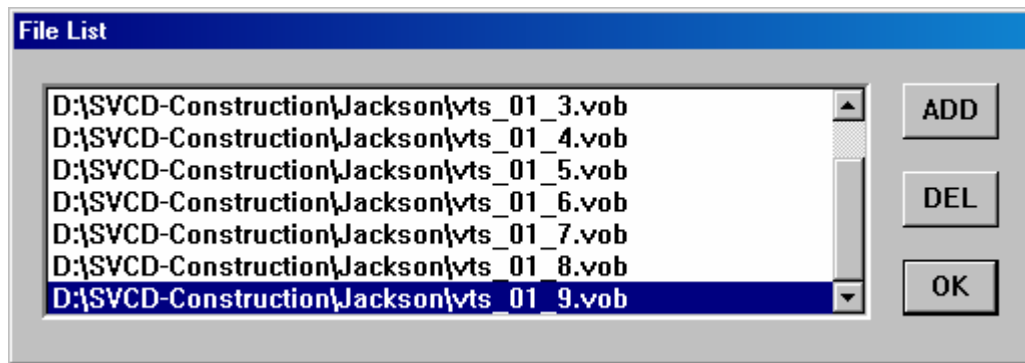 File List
D:\SVCD-Construction\Jackson\vts_01_3.vob
D:\SVCD-Construction\Jackson\vts_01_4.vob
D:\SVCD-Construction\Jackson\vts_01_5.vob
D:\SVCD-Construction\Jackson\vts_01_6.vob
D:\SVCD-Construction\Jackson\vts_01_7.vob
D:\SVCD-Construction\Jackson\vts_01_8.vob
D:\SVCD-Construction\Jackson\vts_01_9.vob
ADD
DEL
OK